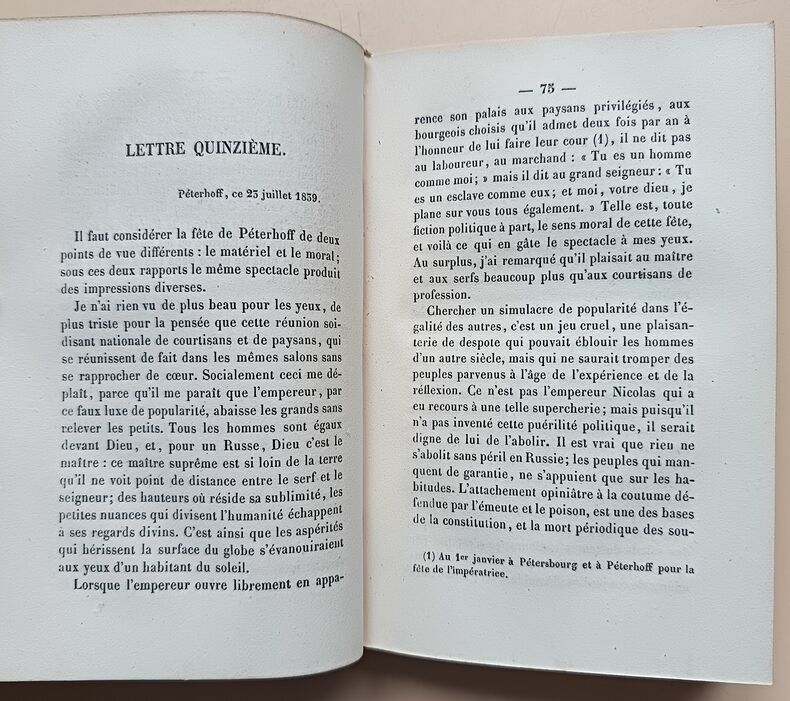 LETTRE QUINZIÈME.
Péterhoff, ce 23 juillet 1839.
Il faut considérer la fête de Péterhoff de deux
points de vue différents : le matériel et le moral;
sous ces deux rapports le même spectacle produit
des impressions diverses.
Je n'ai rien vu de plus beau pour les yeux, de
plus triste pour la pensée que cette réunion soi-
disant nationale de courtisans et de paysans, qui
se réunissent de fait dans les mêmes salons sans
se rapprocher de cœur. Socialement ceci me dé-
plaît, parce qu'il me paraît que l'empereur, par
ce faux luxe de popularité, abaisse les grands sans
relever les petits. Tous les hommes sont égaux
devant Dieu, et, pour un Russe, Dieu c'est le
maître : ce maître suprême est si loin de la terre
qu'il ne voit point de distance entre le serf et le
seigneur; des hauteurs où réside sa sublimité, les
petites nuances qui divisent l'humanité échappent
à ses regards divins. C'est ainsi que les aspérités
qui hérissent la surface du globe s'évanouiraient
aux yeux d'un habitant du soleil.
Lorsque l'empereur ouvre librement en appa-
— 75 —
rence son palais aux paysans privilégiés, aux
bourgeois choisis qu'il admet deux fois par an à
l'honneur de lui faire leur cour (1), il ne dit pas
au laboureur, au marchand : « Tu es un homme
comme moi; » mais il dit au grand seigneur : « Tu
es un esclave comme eux; et moi, votre dieu, je
plane sur vous tous également. » Telle est, toute
fiction politique à part, le sens moral de cette fête,
et voilà ce qui en gâte le spectacle à mes yeux.
Au surplus, j'ai remarqué qu'il plaisait au maître
et aux serfs beaucoup plus qu'aux courtisans de
profession.
Chercher un simulacre de popularité dans l'é-
galité des autres, c'est un jeu cruel, une plaisan-
terie de despote qui pouvait éblouir les hommes
d'un autre siècle, mais qui ne saurait tromper des
peuples parvenus à l'âge de l'expérience et de la
réflexion. Ce n'est pas l'empereur Nicolas qui a
eu recours à une telle supercherie; mais puisqu'il
n'a pas inventé cette puérilité politique, il serait
digne de lui de l'abolir. Il est vrai que rien ne
s'abolit sans péril en Russie; les peuples qui man-
quent de garantie, ne s'appuient que sur les ha-
bitudes. L'attachement opiniâtre à la coutume dé-
fendue par l'émeute et le poison, est une des bases
de la constitution, et la mort périodique des sou-
(1) Au 1er janvier à Pétersbourg et à Péterhoff pour la
fête de l'impératrice.